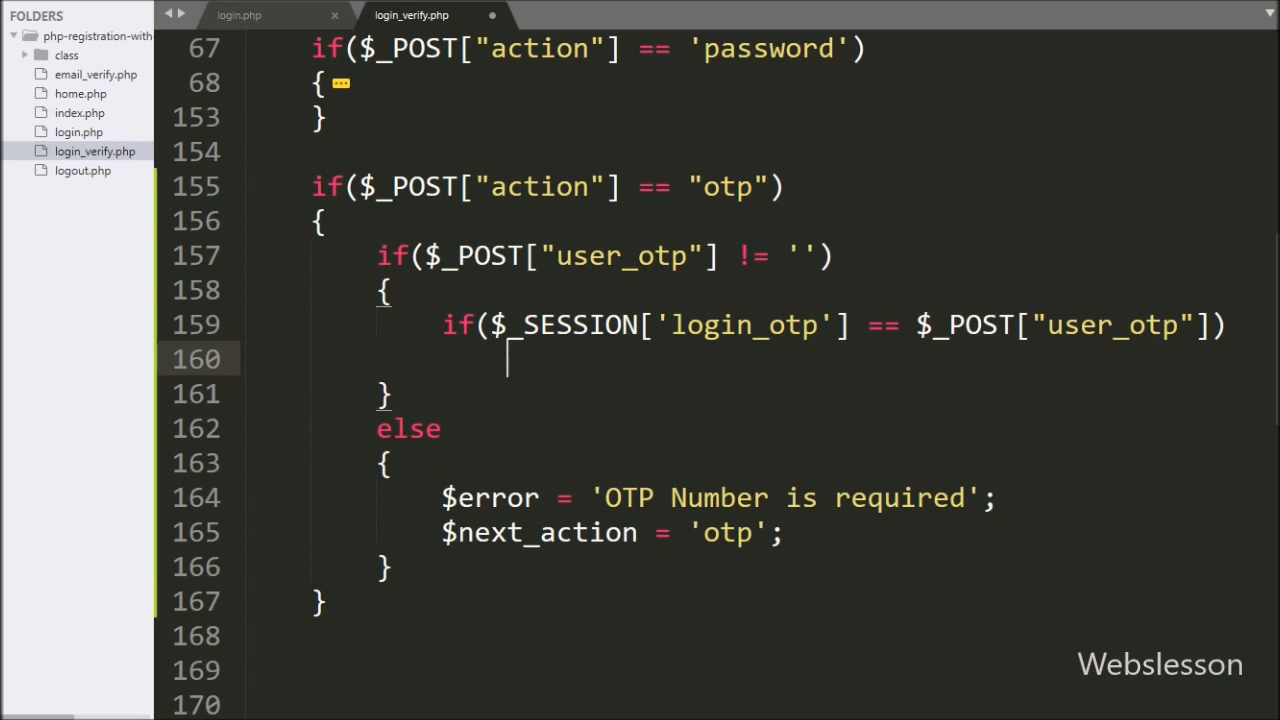 FOLDERS
php-registration-with
class
email_verify.php
home.php
index.php
login.php
login_verify.php
logout.php
login.php × login_verify.php
67 if($_POST["action"] == 'password')
68 {
153 }
154
155 if($_POST["action"] == "otp")
156 {
157 if($_POST["user_otp"] != '')
158 {
159 if($_SESSION['login_otp'] == $_POST["user_otp"])
160
161 }
162 else
163 {
164 $error = 'OTP Number is required';
165 $next_action = 'otp';
166 }
167 }
168
169
170
Webslesson